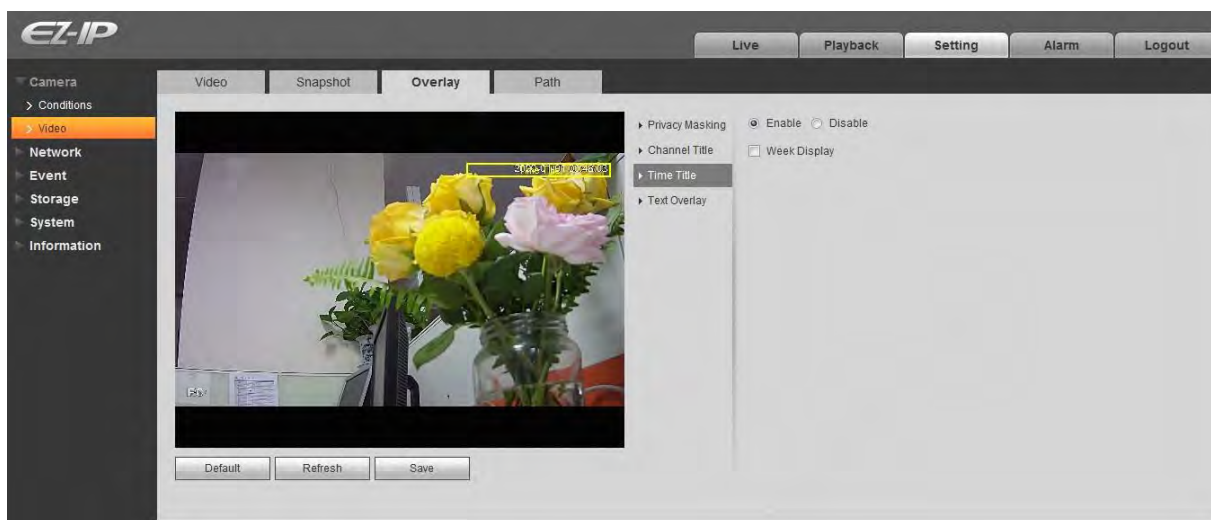 EZ-IP
Live Playback Setting Alarm Logout
Camera
Conditions
Video
Network
Event
Storage
System
Information
Video Snapshot Overlay Path
Privacy Masking
Channel Title
Time Title
Text Overlay
Enable Disable
Week Display
Default Refresh Save